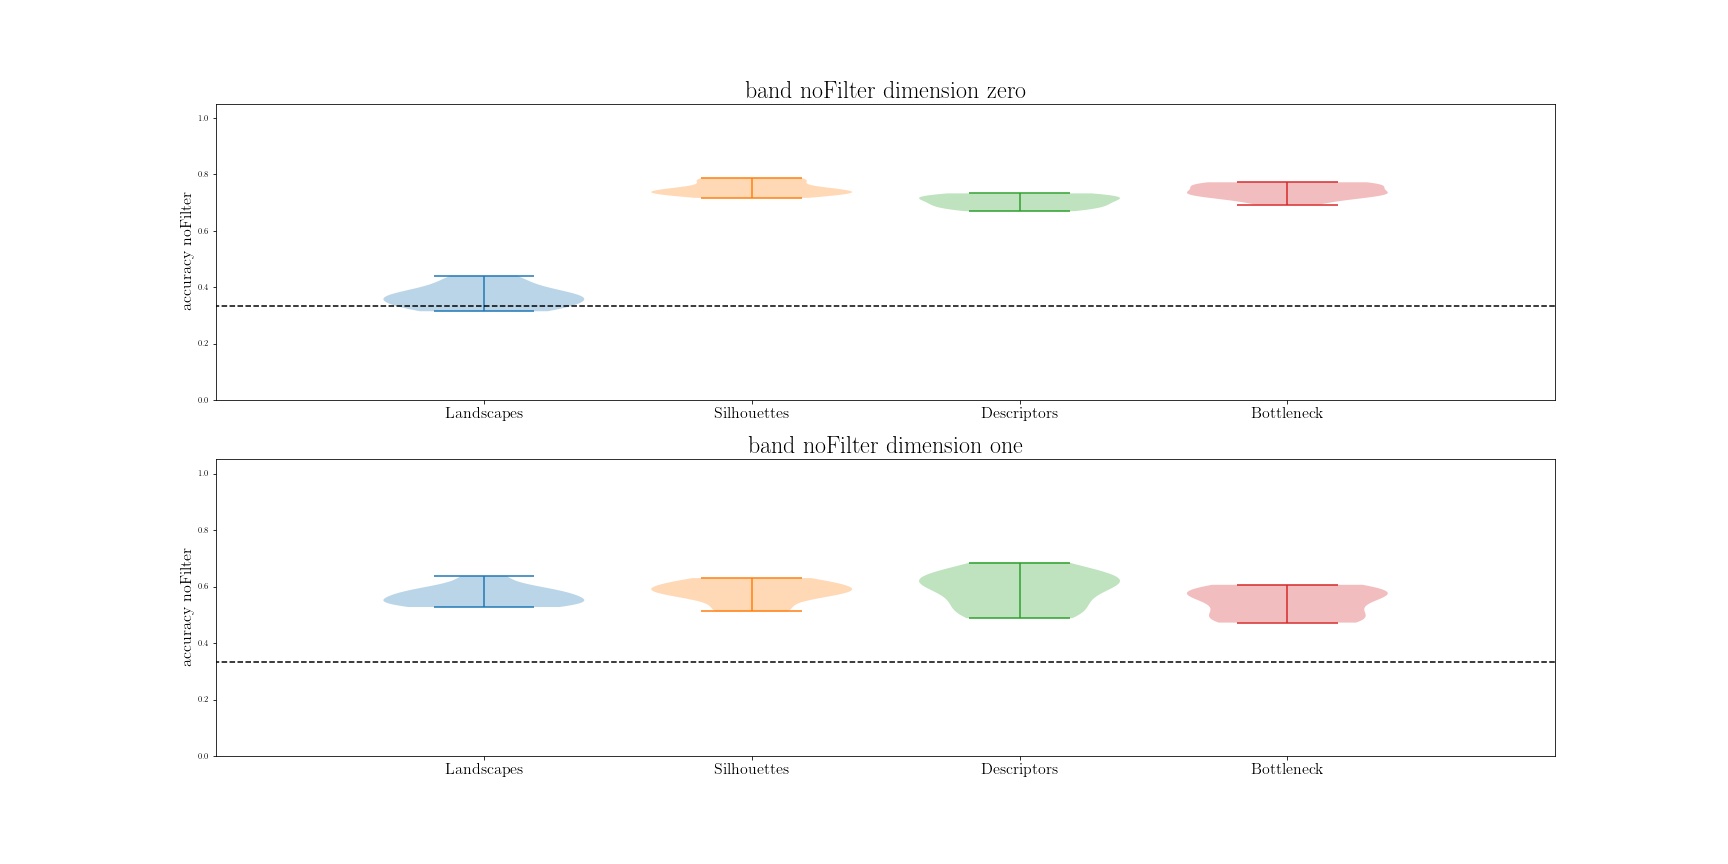 band noFilter dimension zero
accuracy noFilter
1.0
0.8
0.6
0.4
0.2
0.0
Landscapes Silhouettes Descriptors Bottleneck
band noFilter dimension one
accuracy noFilter
1.0
0.8
0.6
0.4
0.2
0.0
Landscapes Silhouettes Descriptors Bottleneck